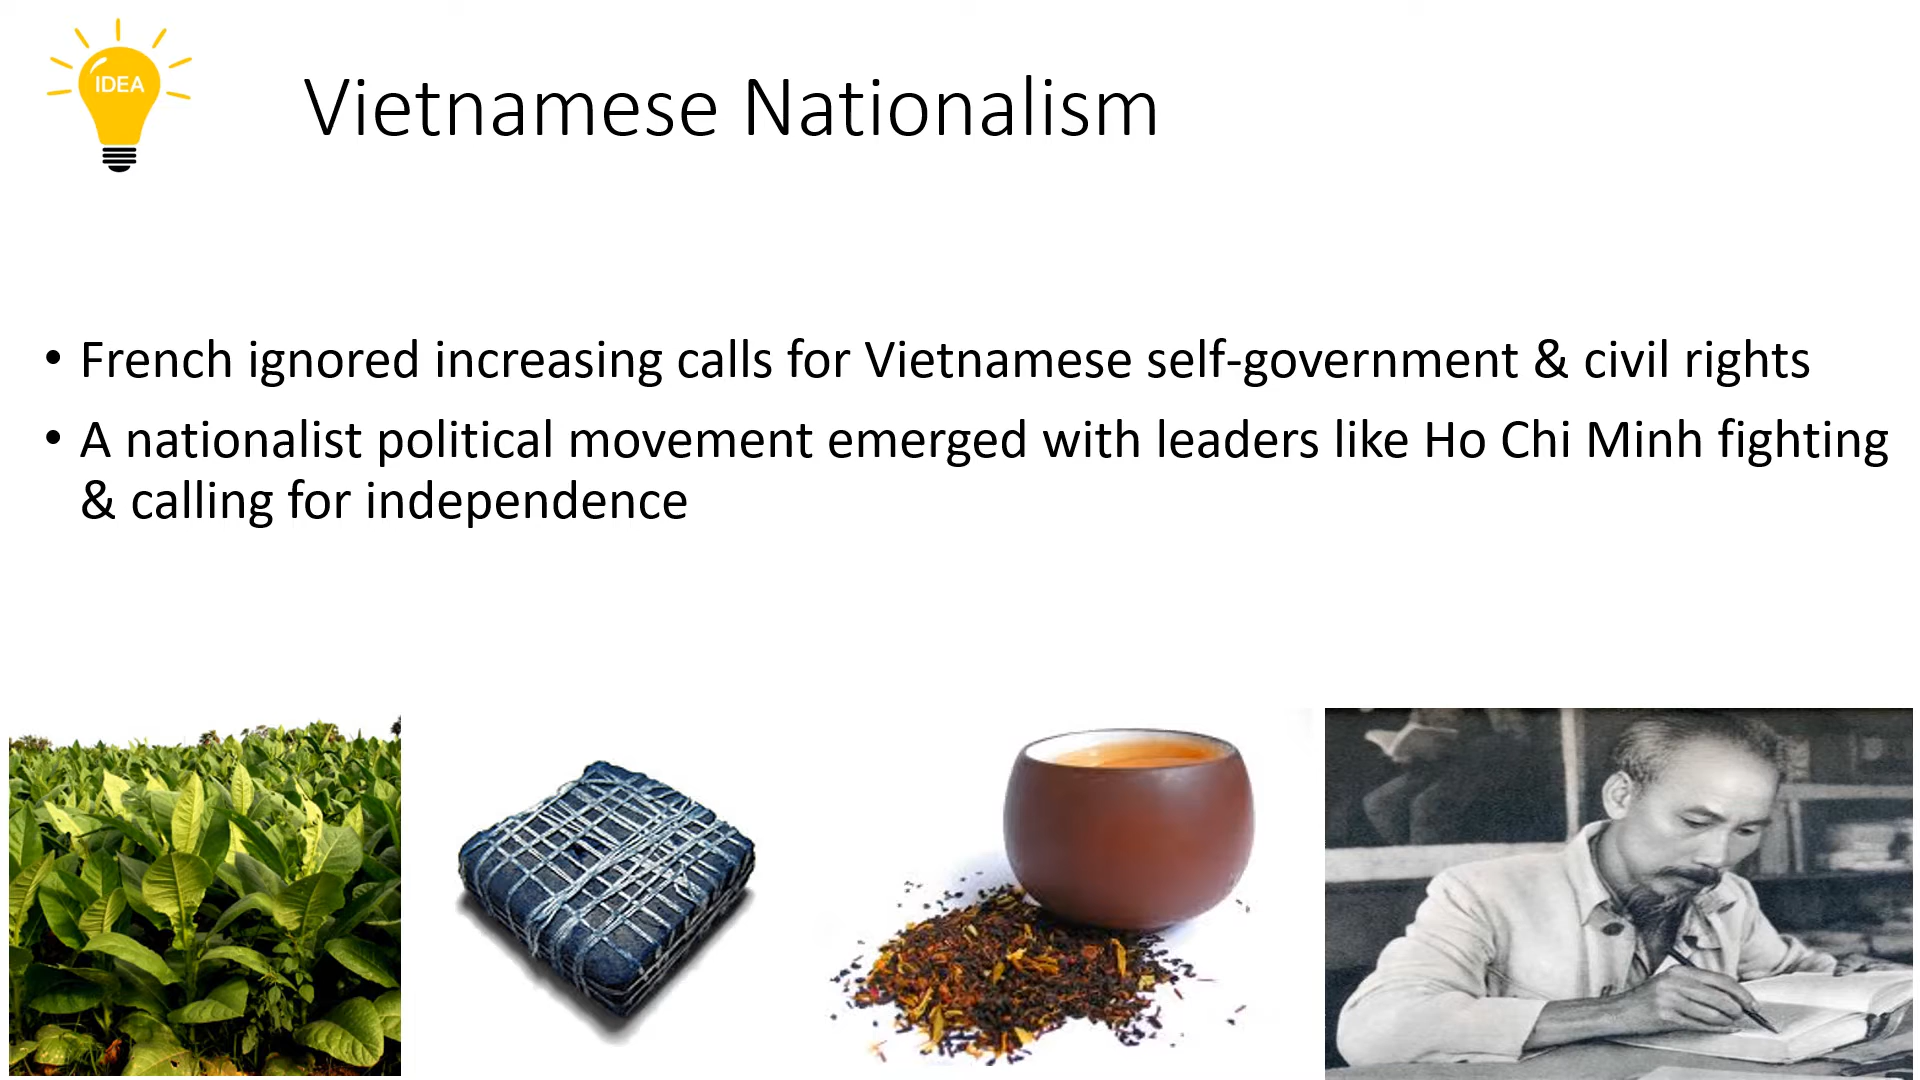 IDEA
Vietnamese Nationalism
• French ignored increasing calls for Vietnamese self-government & civil rights
• A nationalist political movement emerged with leaders like Ho Chi Minh fighting
& calling for independence